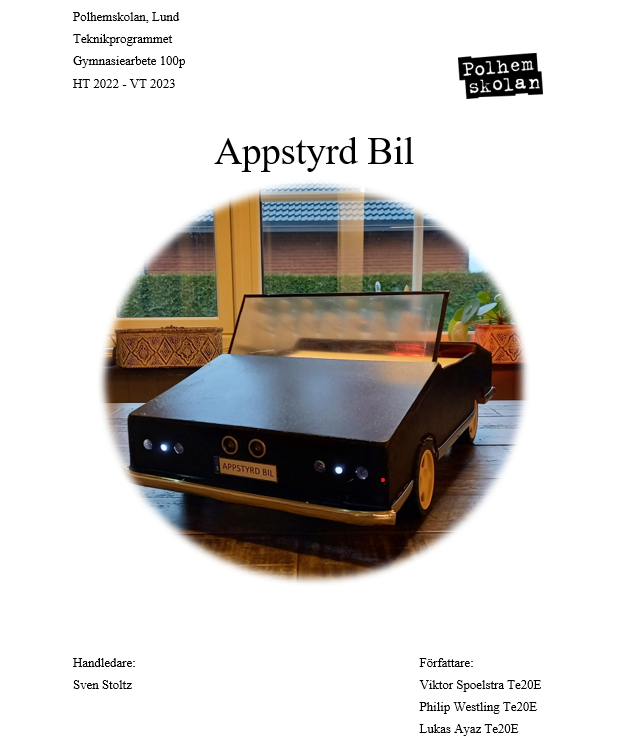 Polhemskolan, Lund
Teknikprogrammet
Gymnasiearbete 100p
HT 2022 - VT 2023
Polhem
skolan
Appstyrd Bil
APPSTYRD BIL
Handledare:
Sven Stoltz
Författare:
Viktor Spoelstra Te20E
Philip Westling Te20E
Lukas Ayaz Te20E